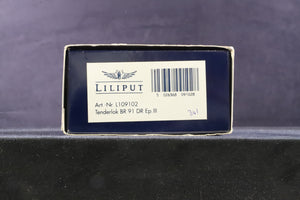 LILIPUT
Art. Nr. L109102
Tenderlok BR 91 DR Ep.III